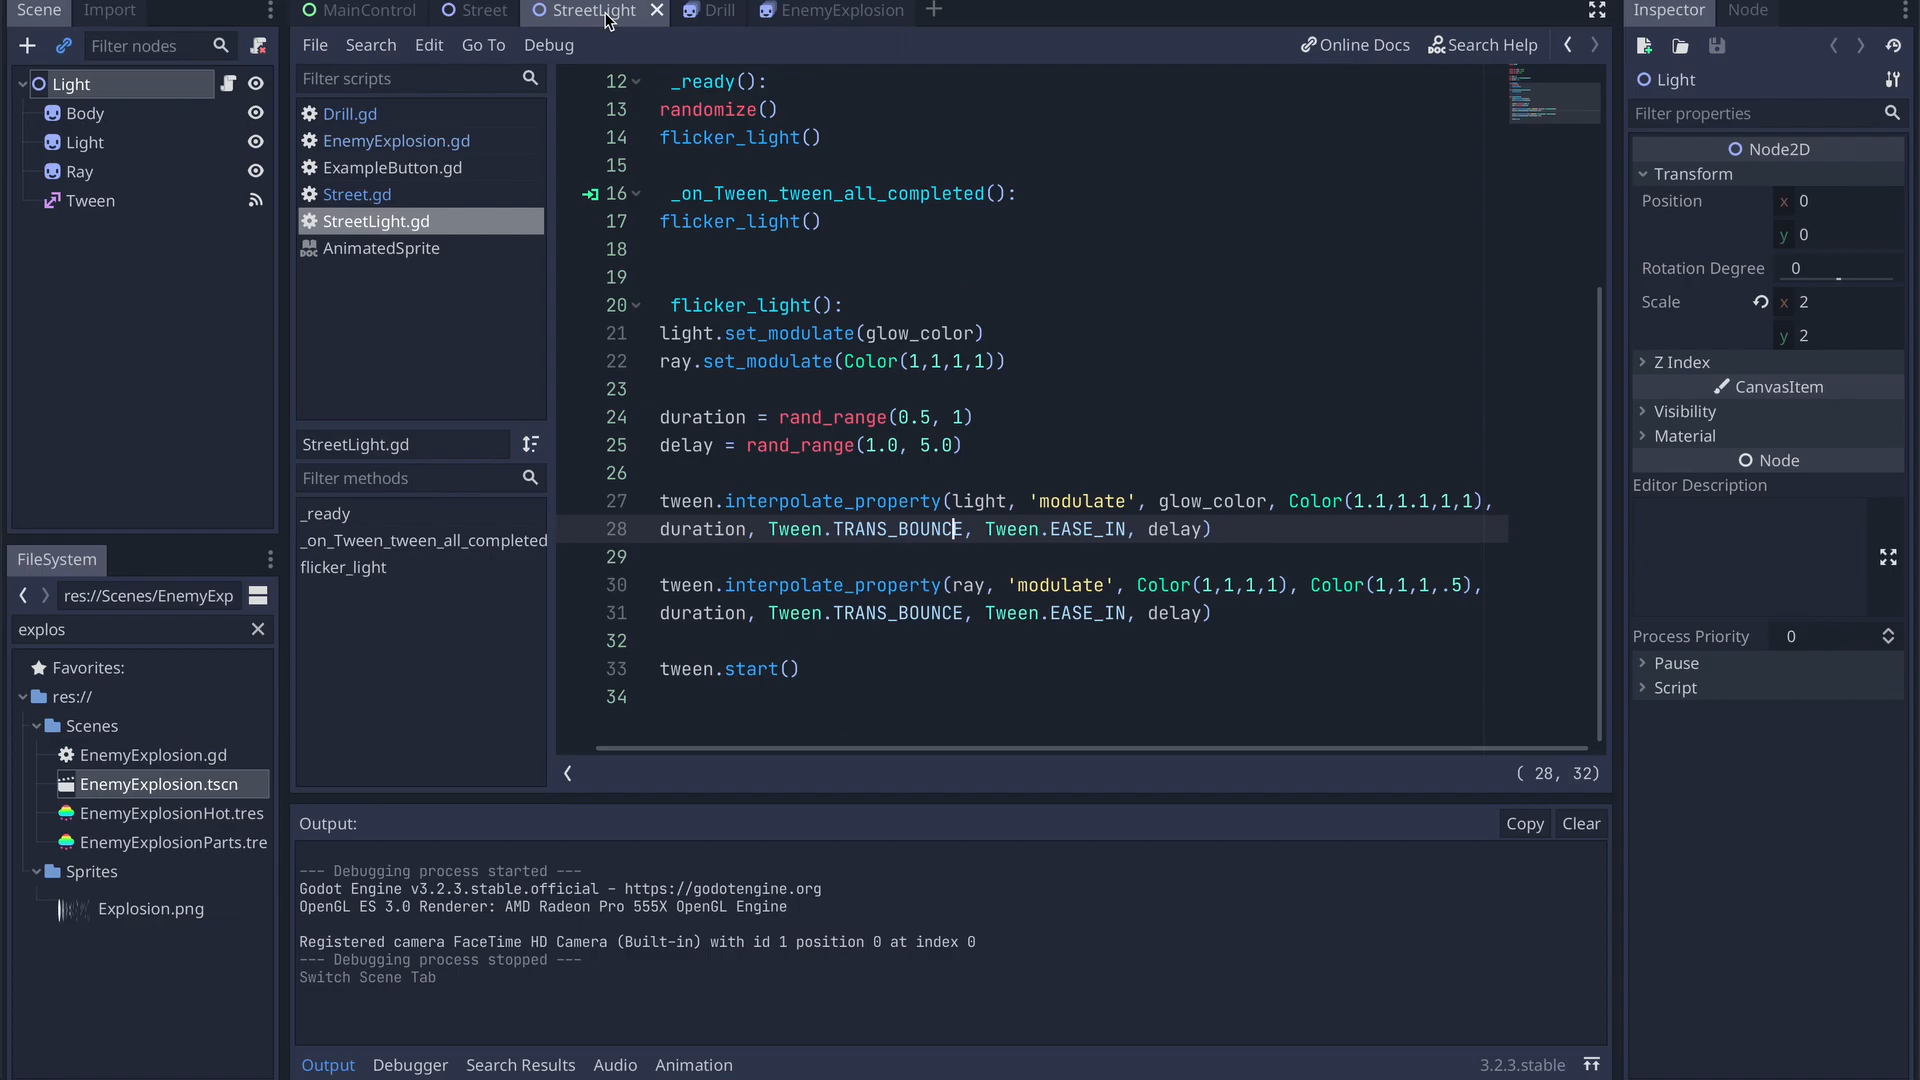 Scene Import
Filter nodes
Light
Body
Light
Ray
Tween
FileSystem
res://Scenes/EnemyExp
explos
Favorites:
res://
Scenes
EnemyExplosion.gd
EnemyExplosion.tscn
EnemyExplosionHot.tres
EnemyExplosionParts.tre
Sprites
Explosion.png
MainControl Street StreetLight Drill EnemyExplosion
File Search Edit Go To Debug Online Docs Search Help
Filter scripts
Drill.gd
EnemyExplosion.gd
ExampleButton.gd
Street.gd
StreetLight.gd
AnimatedSprite
StreetLight.gd
Filter methods
_ready
_on_Tween_tween_all_completed
flicker_light
12 _ready():
13 randomize()
14 flicker_light()
15
16 _on_Tween_tween_all_completed():
17 flicker_light()
18
19
20 flicker_light():
21 light.set_modulate(glow_color)
22 ray.set_modulate(Color(1,1,1,1))
23
24 duration = rand_range(0.5, 1)
25 delay = rand_range(1.0, 5.0)
26
27 tween.interpolate_property(light, 'modulate', glow_color, Color(1.1,1.1,1,1),
28 duration, Tween.TRANS_BOUNCE, Tween.EASE_IN, delay)
29
30 tween.interpolate_property(ray, 'modulate', Color(1,1,1,1), Color(1,1,1,.5),
31 duration, Tween.TRANS_BOUNCE, Tween.EASE_IN, delay)
32
33 tween.start()
34
( 28, 32)
Output: Copy Clear
--- Debugging process started ---
Godot Engine v3.2.3.stable.official - https://godotengine.org
OpenGL ES 3.0 Renderer: AMD Radeon Pro 555X OpenGL Engine
Registered camera FaceTime HD Camera (Built-in) with id 1 position 0 at index 0
--- Debugging process stopped ---
Switch Scene Tab
Output Debugger Search Results Audio Animation 3.2.3.stable
Inspector Node
Light
Filter properties
Node2D
Transform
Position x 0
y 0
Rotation Degree 0
Scale x 2
y 2
Z Index
CanvasItem
Visibility
Material
Node
Editor Description
Process Priority 0
Pause
Script